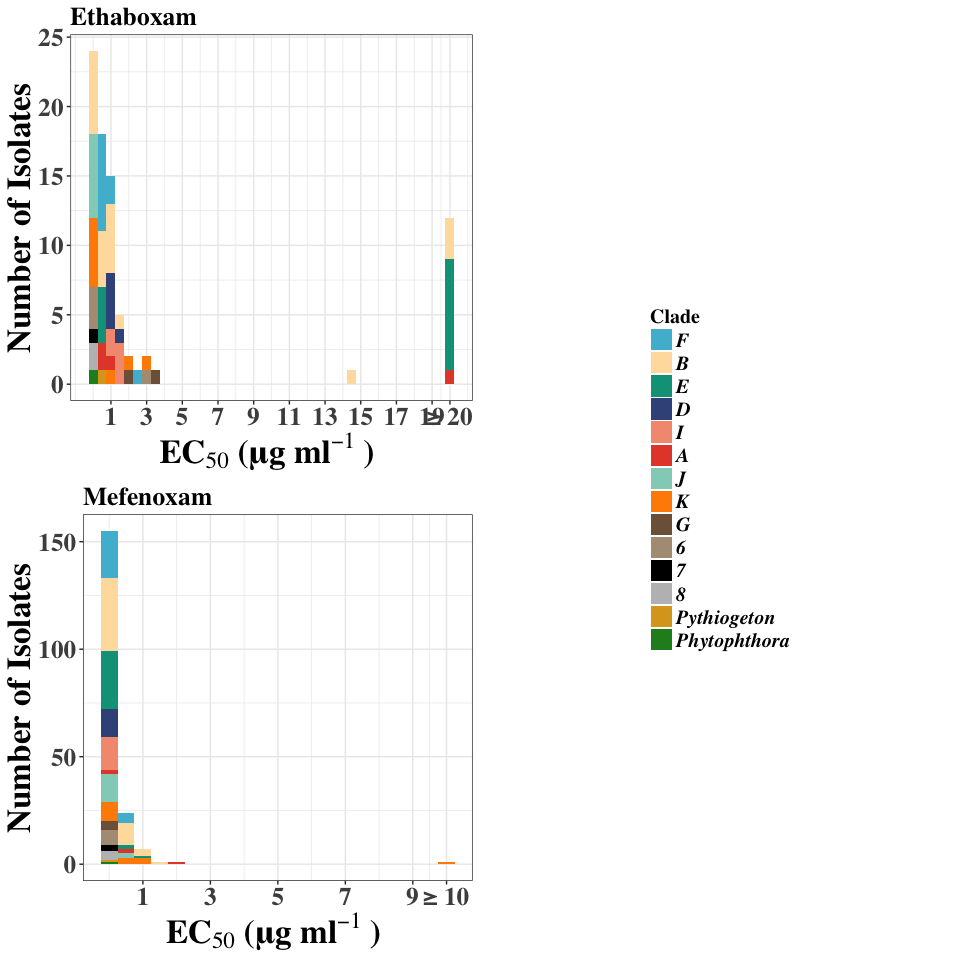 Ethaboxam
Number of Isolates
25
20
15
10
5
0
1 3 5 7 9 11 13 15 17 19 ≥ 20
EC50 (µg ml−1 )
Mefenoxam
Number of Isolates
150
100
50
0
1 3 5 7 9 ≥ 10
EC50 (µg ml−1 )
Clade
F
B
E
D
I
A
J
K
G
6
7
8
Pythiogeton
Phytophthora